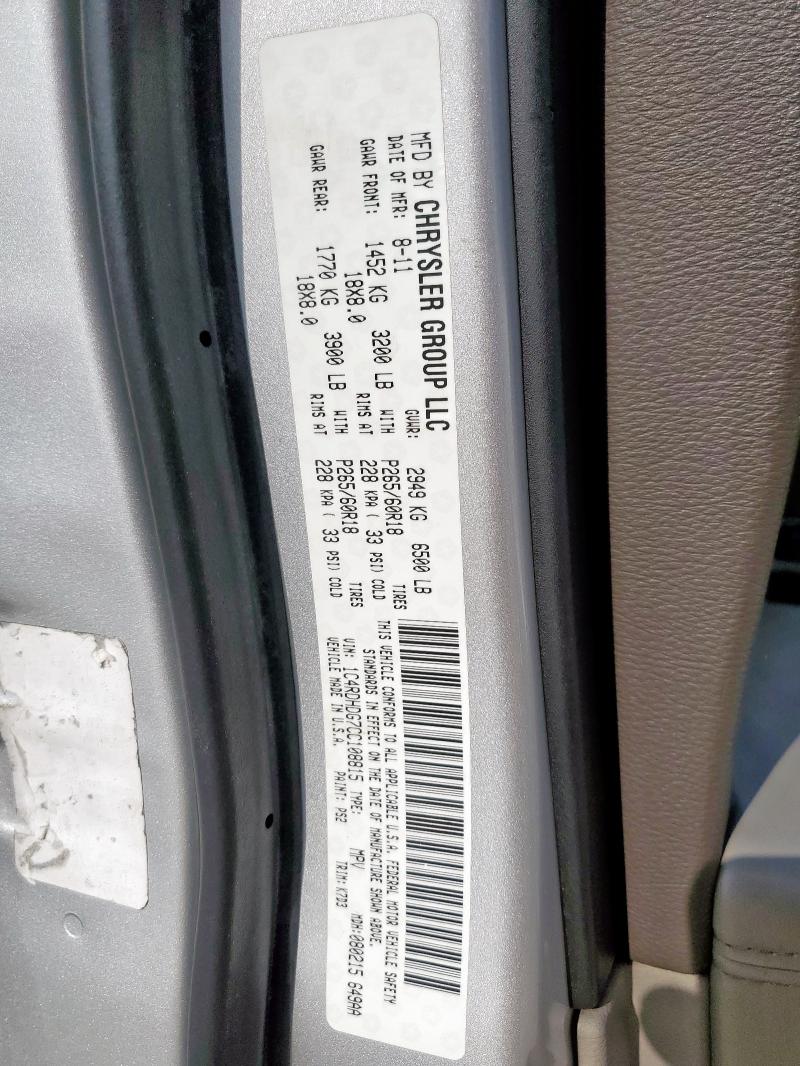 MFD BY CHRYSLER GROUP LLC
DATE OF MFR: 8-11 GVWR: 2949 KG 6500 LB
GAWR FRONT: 1452 KG 3200 LB WITH P265/60R18 TIRES
18X8.0 RIMS AT 228 KPA ( 33 PSI) COLD
GAWR REAR: 1770 KG 3900 LB WITH P265/60R18 TIRES
18X8.0 RIMS AT 228 KPA ( 33 PSI) COLD
THIS VEHICLE CONFORMS TO ALL APPLICABLE U.S.A. FEDERAL MOTOR VEHICLE SAFETY
STANDARDS IN EFFECT ON THE DATE OF MANUFACTURE SHOWN ABOVE.
VIN: 1C4RDHDG7CC108815 TYPE: MPV MDH:080215 649AA
VEHICLE MADE IN U.S.A. PAINT: PS2 TRIM:K7D3